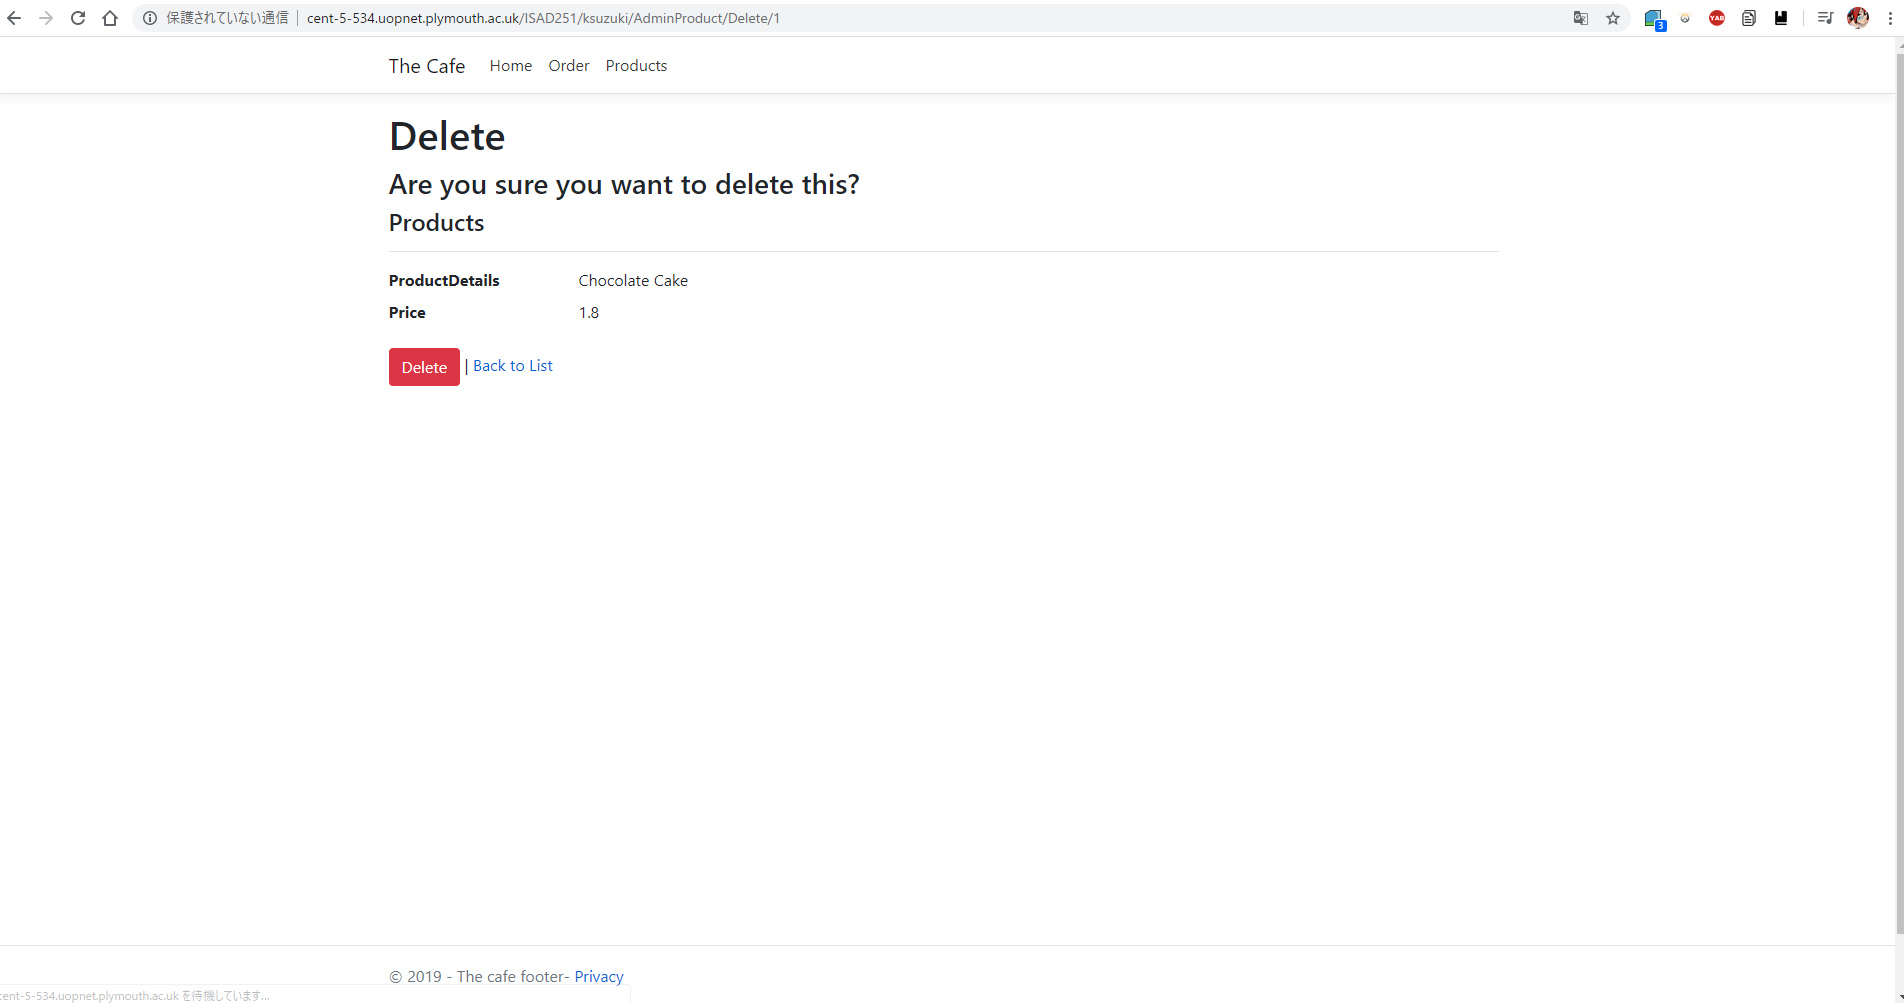 保護されていない通信 | cent-5-534.uopnet.plymouth.ac.uk/ISAD251/ksuzuki/AdminProduct/Delete/1
3
YAB
The Cafe Home Order Products
Delete
Are you sure you want to delete this?
Products
ProductDetails Chocolate Cake
Price 1.8
Delete | Back to List
© 2019 - The cafe footer- Privacy
cent-5-534.uopnet.plymouth.ac.uk を待機しています...